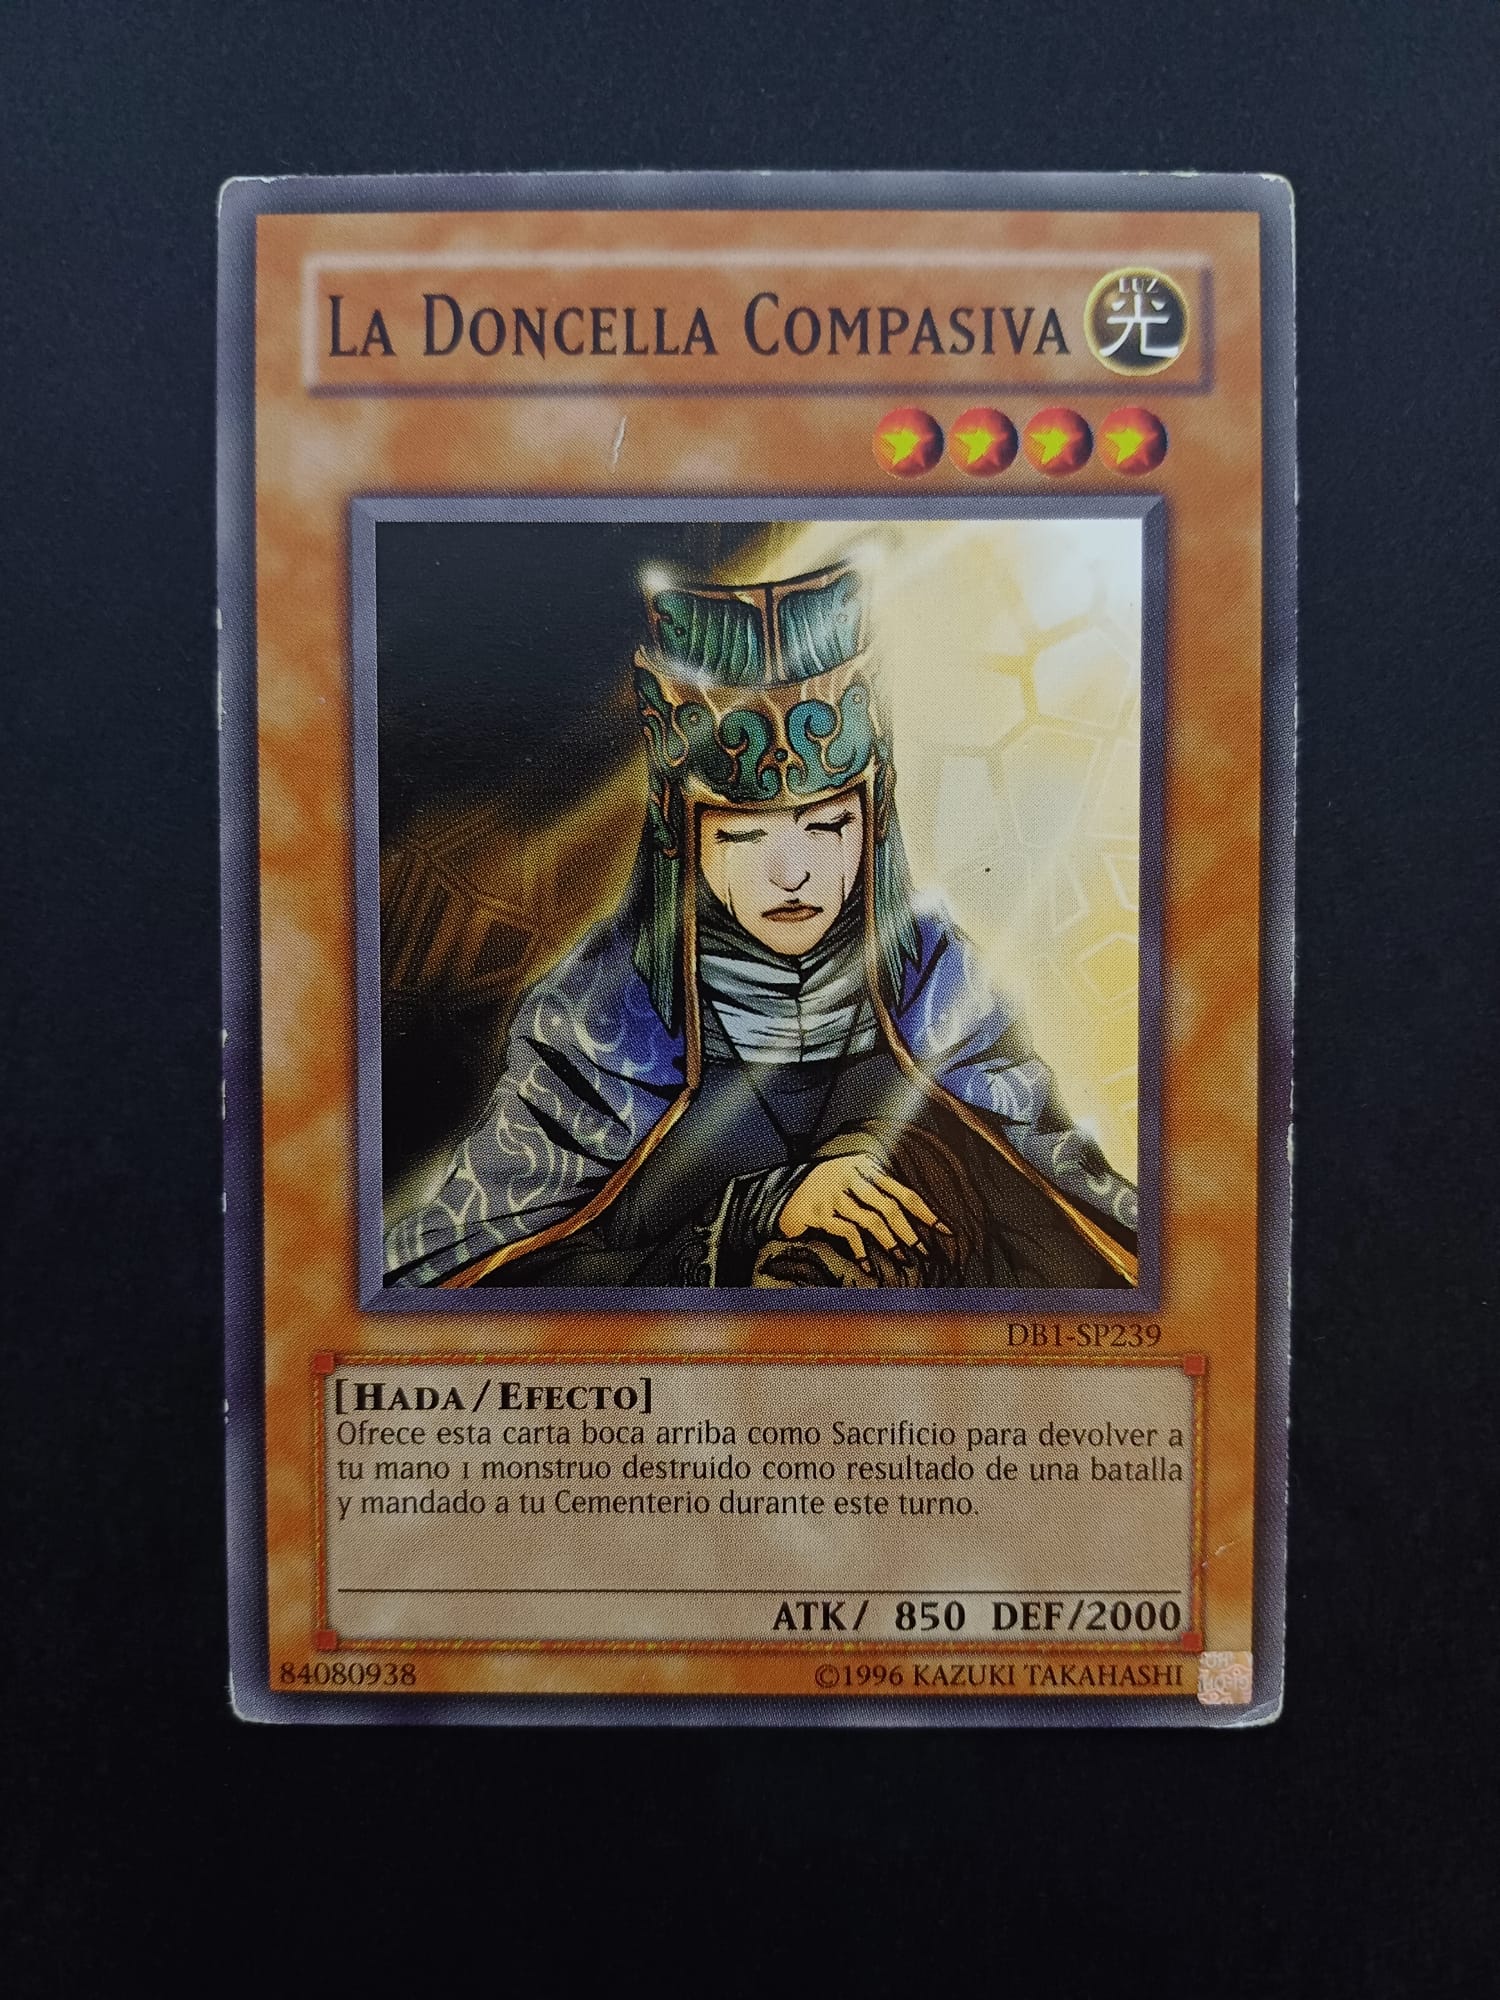 LA DONCELLA COMPASIVA
LUZ
光
DB1-SP239
[HADA/EFECTO]
Ofrece esta carta boca arriba como Sacrificio para devolver a
tu mano 1 monstruo destruido como resultado de una batalla
y mandado a tu Cementerio durante este turno.
ATK/ 850 DEF/2000
84080938
©1996 KAZUKI TAKAHASHI